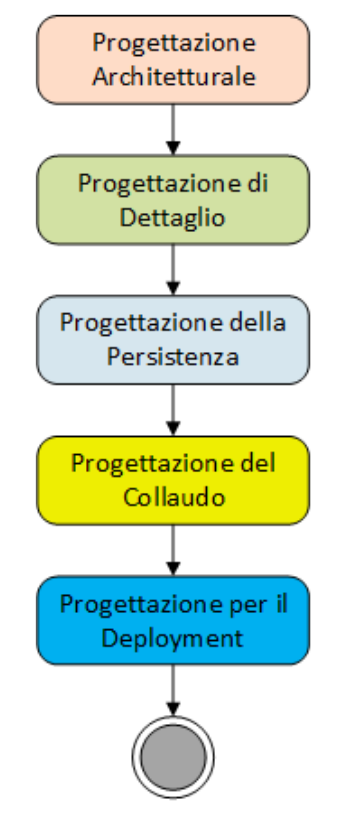 Progettazione
Architetturale
Progettazione di
Dettaglio
Progettazione della
Persistenza
Progettazione del
Collaudo
Progettazione per il
Deployment